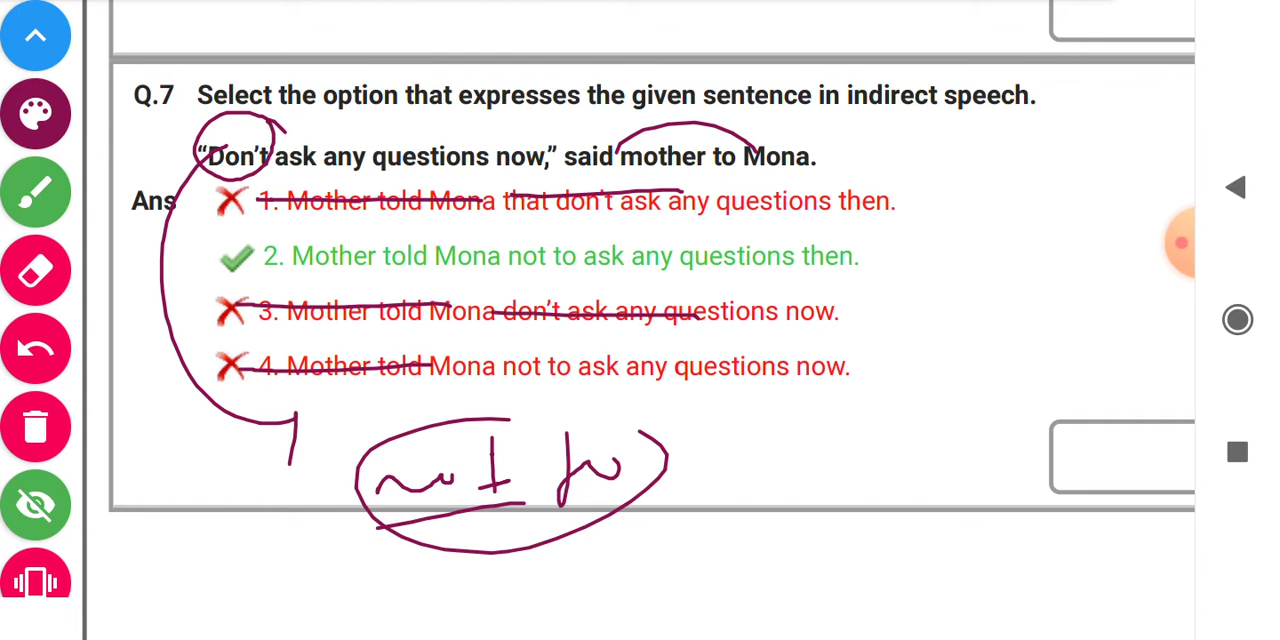 Q.7 Select the option that expresses the given sentence in indirect speech.
“Don’t ask any questions now,” said mother to Mona.
Ans 1. Mother told Mona that don’t ask any questions then.
2. Mother told Mona not to ask any questions then.
3. Mother told Mona don’t ask any questions now.
4. Mother told Mona not to ask any questions now.
not to